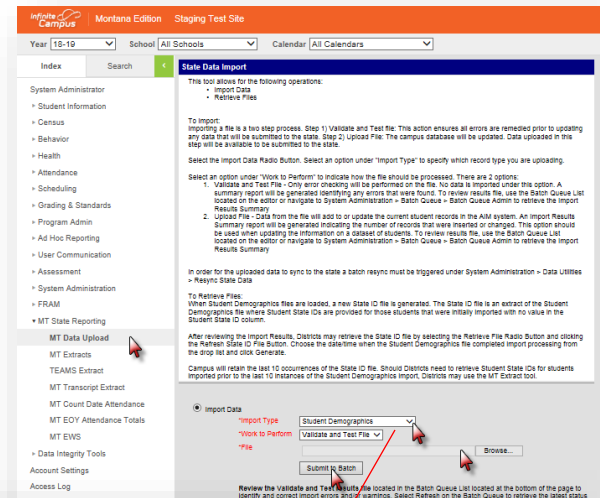 Infinite Campus Montana Edition Staging Test Site
Year 18-19 School All Schools Calendar All Calendars
Index Search
System Administrator
Student Information
Census
Behavior
Health
Attendance
Scheduling
Grading & Standards
Program Admin
Ad Hoc Reporting
User Communication
Assessment
System Administration
FRAM
MT State Reporting
MT Data Upload
MT Extracts
TEAMS Extract
MT Transcript Extract
MT Count Date Attendance
MT EOY Attendance Totals
MT EWS
Data Integrity Tools
Account Settings
Access Log
State Data Import
This tool allows for the following operations:
• Import Data
• Retrieve Files
To Import:
Importing a file is a two step process. Step 1) Validate and Test file: This action ensures all errors are remedied prior to updating
any data that will be submitted to the state. Step 2) Upload File: The campus database will be updated. Data uploaded in this
step will be available to be submitted to the state.
Select the Import Data Radio Button. Select an option under "Import Type" to specify which record type you are uploading.
Select an option under "Work to Perform" to indicate how the file should be processed. There are 2 options:
1. Validate and Test File - Only error checking will be performed on the file. No data is imported under this option. A
summary report will be generated identifying any errors that were found. To review results file, use the Batch Queue List
located on the editor or navigate to System Administration > Batch Queue > Batch Queue Admin to retrieve the Import
Results Summary
2. Upload File - Data from the file will add to or update the current student records in the AIM system. An Import Results
Summary report will be generated indicating the number of records that were inserted or changed. This option should
be used when updating the information on a dataset of students. To review results file, use the Batch Queue List
located on the editor or navigate to System Administration > Batch Queue > Batch Queue Admin to retrieve the Import
Results Summary
In order for the uploaded data to sync to the state a batch resync must be triggered under System Administration > Data Utilities
> Resync State Data
To Retrieve Files:
When Student Demographics files are loaded, a new State ID file is generated. The State ID file is an extract of the Student
Demographics file where Student State IDs are provided for those students that were initially imported with no value in the
Student State ID column.
After reviewing the Import Results, Districts may retrieve the State ID file by selecting the Retrieve File Radio Button and clicking
the Refresh State ID File Button. Choose the date/time when the Student Demographics file completed import processing from
the drop list and click Generate.
Campus will retain the last 10 occurrences of the State ID file. Should Districts need to retrieve Student State IDs for students
imported prior to the last 10 instances of the Student Demographics import, Districts may use the MT Extract tool.
Import Data
*Import Type Student Demographics
*Work to Perform Validate and Test File
*File Browse...
Submit to Batch
Review the Validate and Test Results file located in the Batch Queue List located at the bottom of the page to
identify and correct import errors and/or warnings. Select Refresh on the Batch Queue to retrieve the latest status